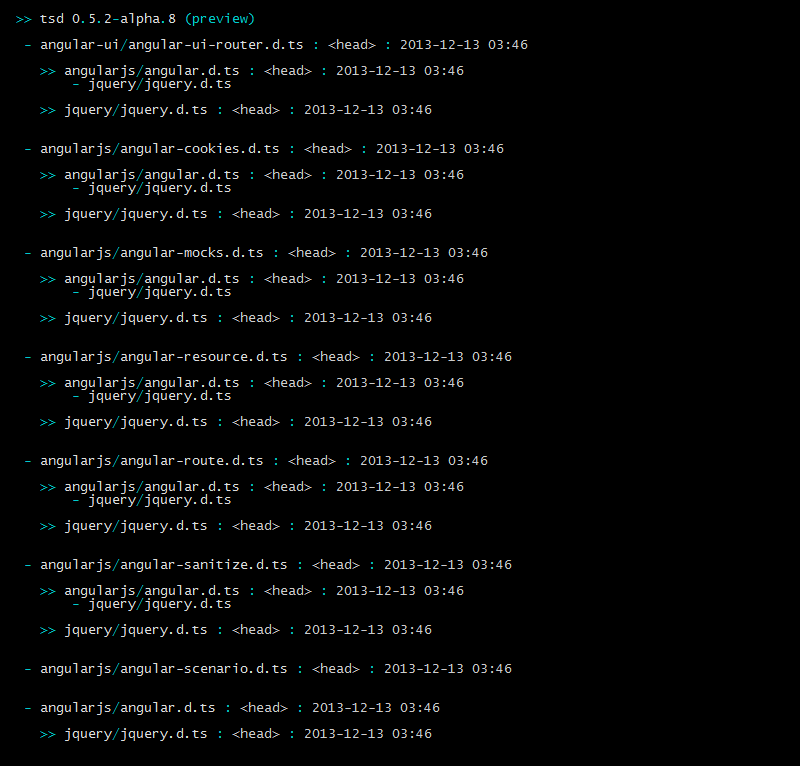 >> tsd 0.5.2-alpha.8 (preview)
- angular-ui/angular-ui-router.d.ts : <head> : 2013-12-13 03:46
>> angularjs/angular.d.ts : <head> : 2013-12-13 03:46
- jquery/jquery.d.ts
>> jquery/jquery.d.ts : <head> : 2013-12-13 03:46
- angularjs/angular-cookies.d.ts : <head> : 2013-12-13 03:46
>> angularjs/angular.d.ts : <head> : 2013-12-13 03:46
- jquery/jquery.d.ts
>> jquery/jquery.d.ts : <head> : 2013-12-13 03:46
- angularjs/angular-mocks.d.ts : <head> : 2013-12-13 03:46
>> angularjs/angular.d.ts : <head> : 2013-12-13 03:46
- jquery/jquery.d.ts
>> jquery/jquery.d.ts : <head> : 2013-12-13 03:46
- angularjs/angular-resource.d.ts : <head> : 2013-12-13 03:46
>> angularjs/angular.d.ts : <head> : 2013-12-13 03:46
- jquery/jquery.d.ts
>> jquery/jquery.d.ts : <head> : 2013-12-13 03:46
- angularjs/angular-route.d.ts : <head> : 2013-12-13 03:46
>> angularjs/angular.d.ts : <head> : 2013-12-13 03:46
- jquery/jquery.d.ts
>> jquery/jquery.d.ts : <head> : 2013-12-13 03:46
- angularjs/angular-sanitize.d.ts : <head> : 2013-12-13 03:46
>> angularjs/angular.d.ts : <head> : 2013-12-13 03:46
- jquery/jquery.d.ts
>> jquery/jquery.d.ts : <head> : 2013-12-13 03:46
- angularjs/angular-scenario.d.ts : <head> : 2013-12-13 03:46
- angularjs/angular.d.ts : <head> : 2013-12-13 03:46
>> jquery/jquery.d.ts : <head> : 2013-12-13 03:46